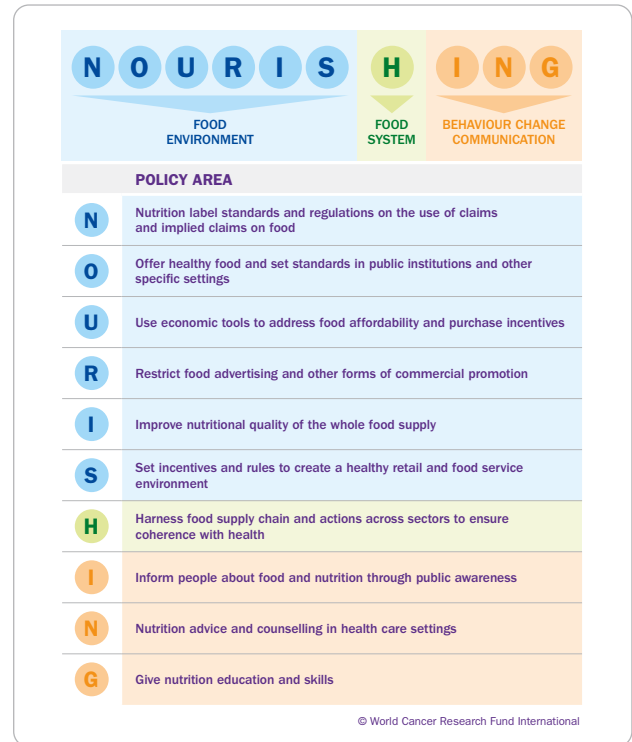 N O U R I S H I N G
FOOD
ENVIRONMENT
FOOD
SYSTEM
BEHAVIOUR CHANGE
COMMUNICATION
POLICY AREA
N Nutrition label standards and regulations on the use of claims
and implied claims on food
O Offer healthy food and set standards in public institutions and other
specific settings
U Use economic tools to address food affordability and purchase incentives
R Restrict food advertising and other forms of commercial promotion
I Improve nutritional quality of the whole food supply
S Set incentives and rules to create a healthy retail and food service
environment
H Harness food supply chain and actions across sectors to ensure
coherence with health
I Inform people about food and nutrition through public awareness
N Nutrition advice and counselling in health care settings
G Give nutrition education and skills
© World Cancer Research Fund International